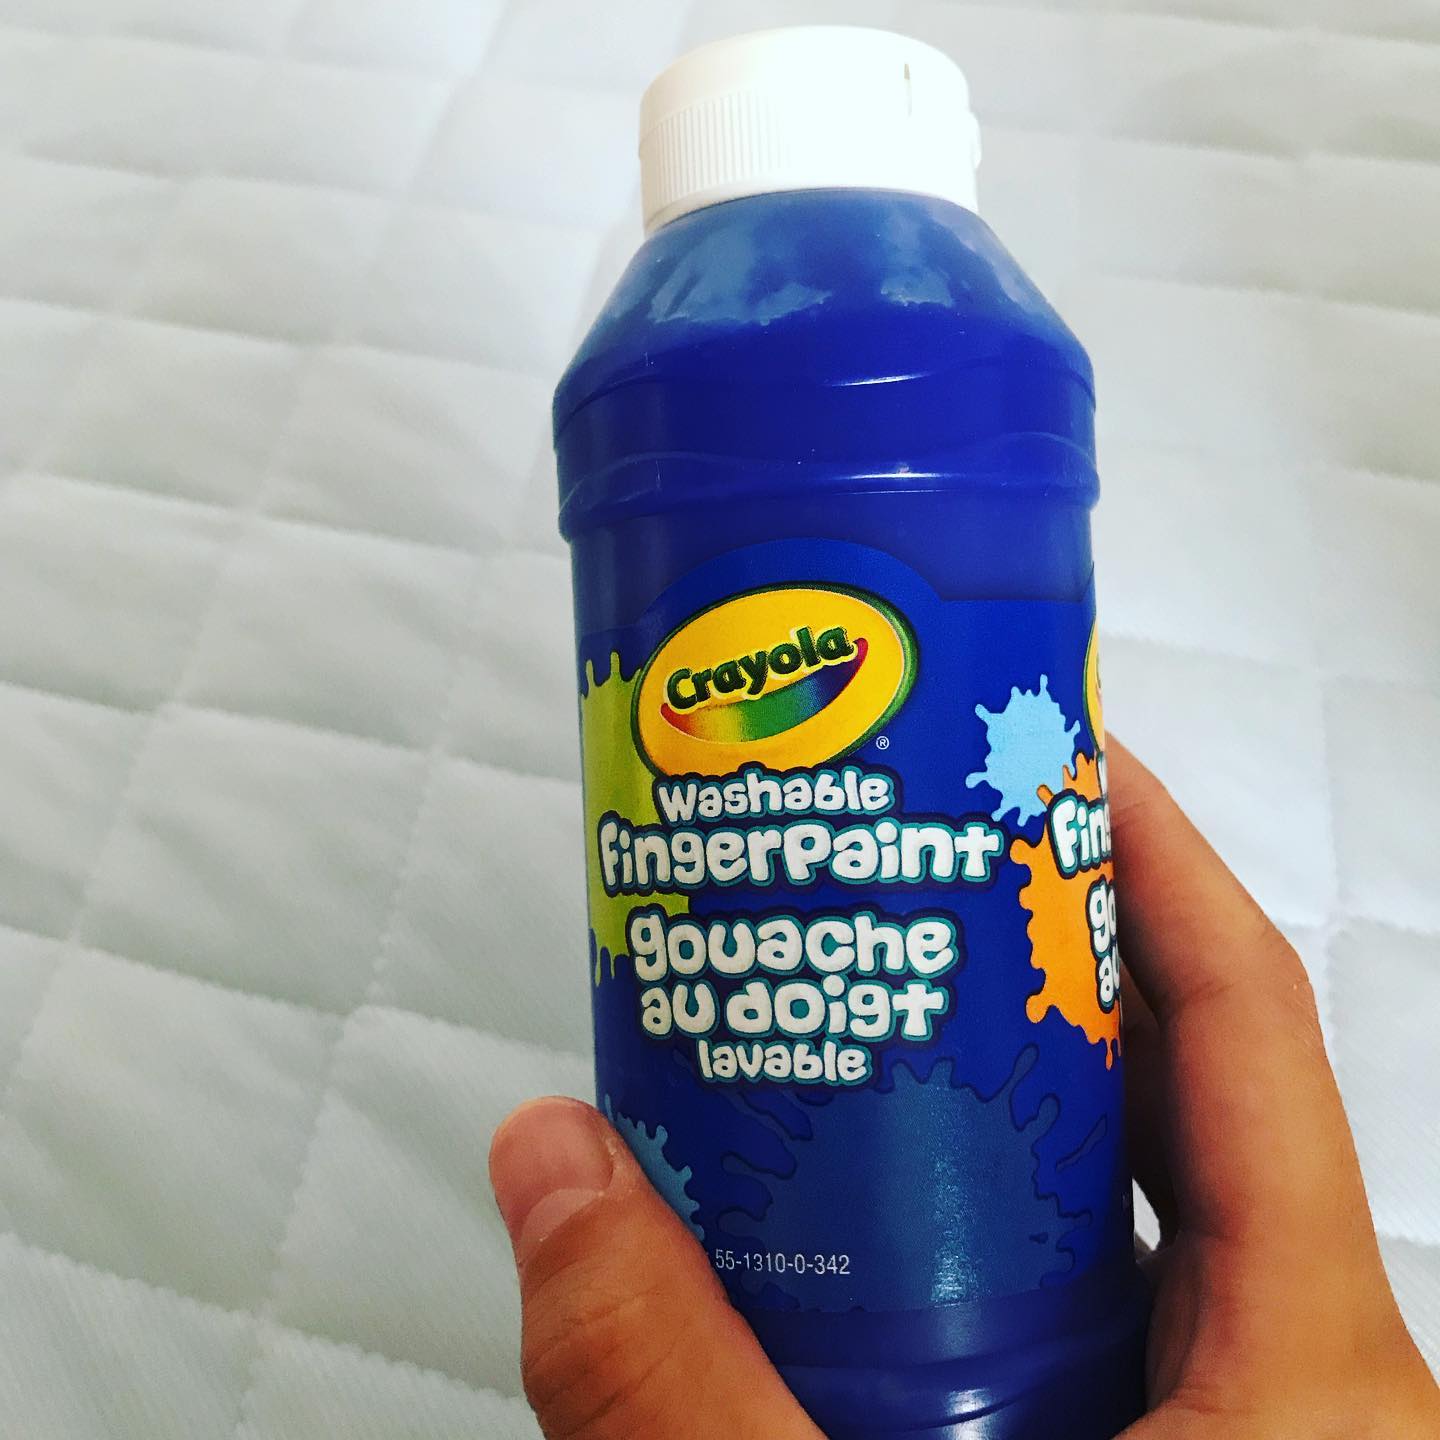 Crayola
®
Washable
FingerPaint
gouache
au doigt
lavable
55-1310-0-342